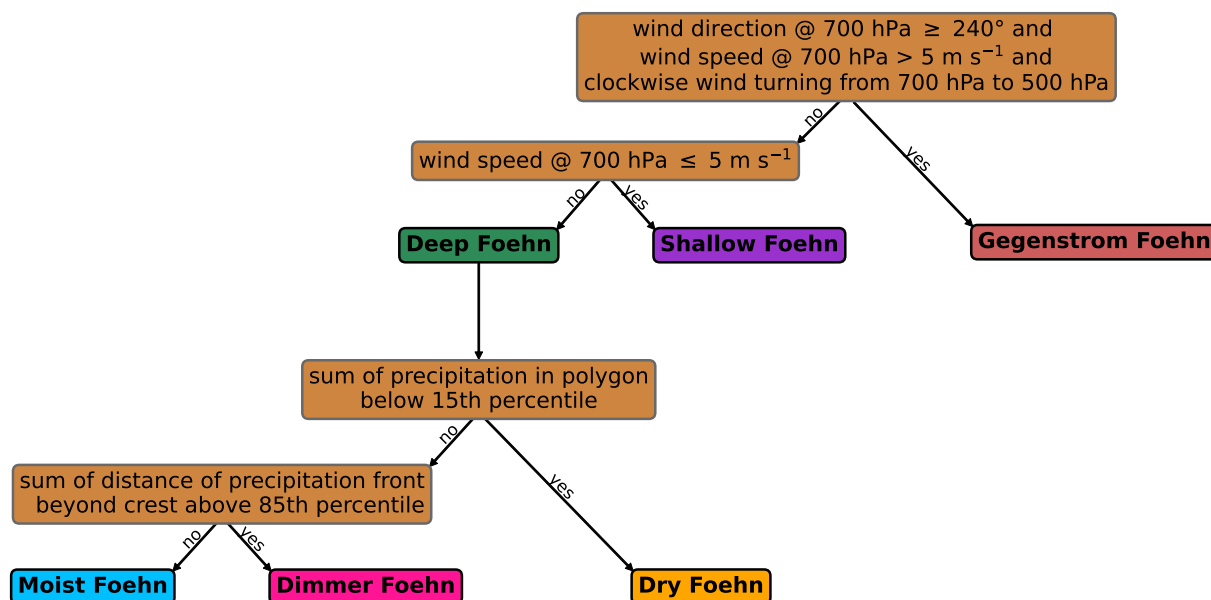 wind direction @ 700 hPa ≥ 240° and
wind speed @ 700 hPa > 5 m s⁻¹ and
clockwise wind turning from 700 hPa to 500 hPa
no
yes
wind speed @ 700 hPa ≤ 5 m s⁻¹
no
yes
Deep Foehn
Shallow Foehn
Gegenstrom Foehn
sum of precipitation in polygon
below 15th percentile
no
yes
sum of distance of precipitation front
beyond crest above 85th percentile
no
yes
Moist Foehn
Dimmer Foehn
Dry Foehn